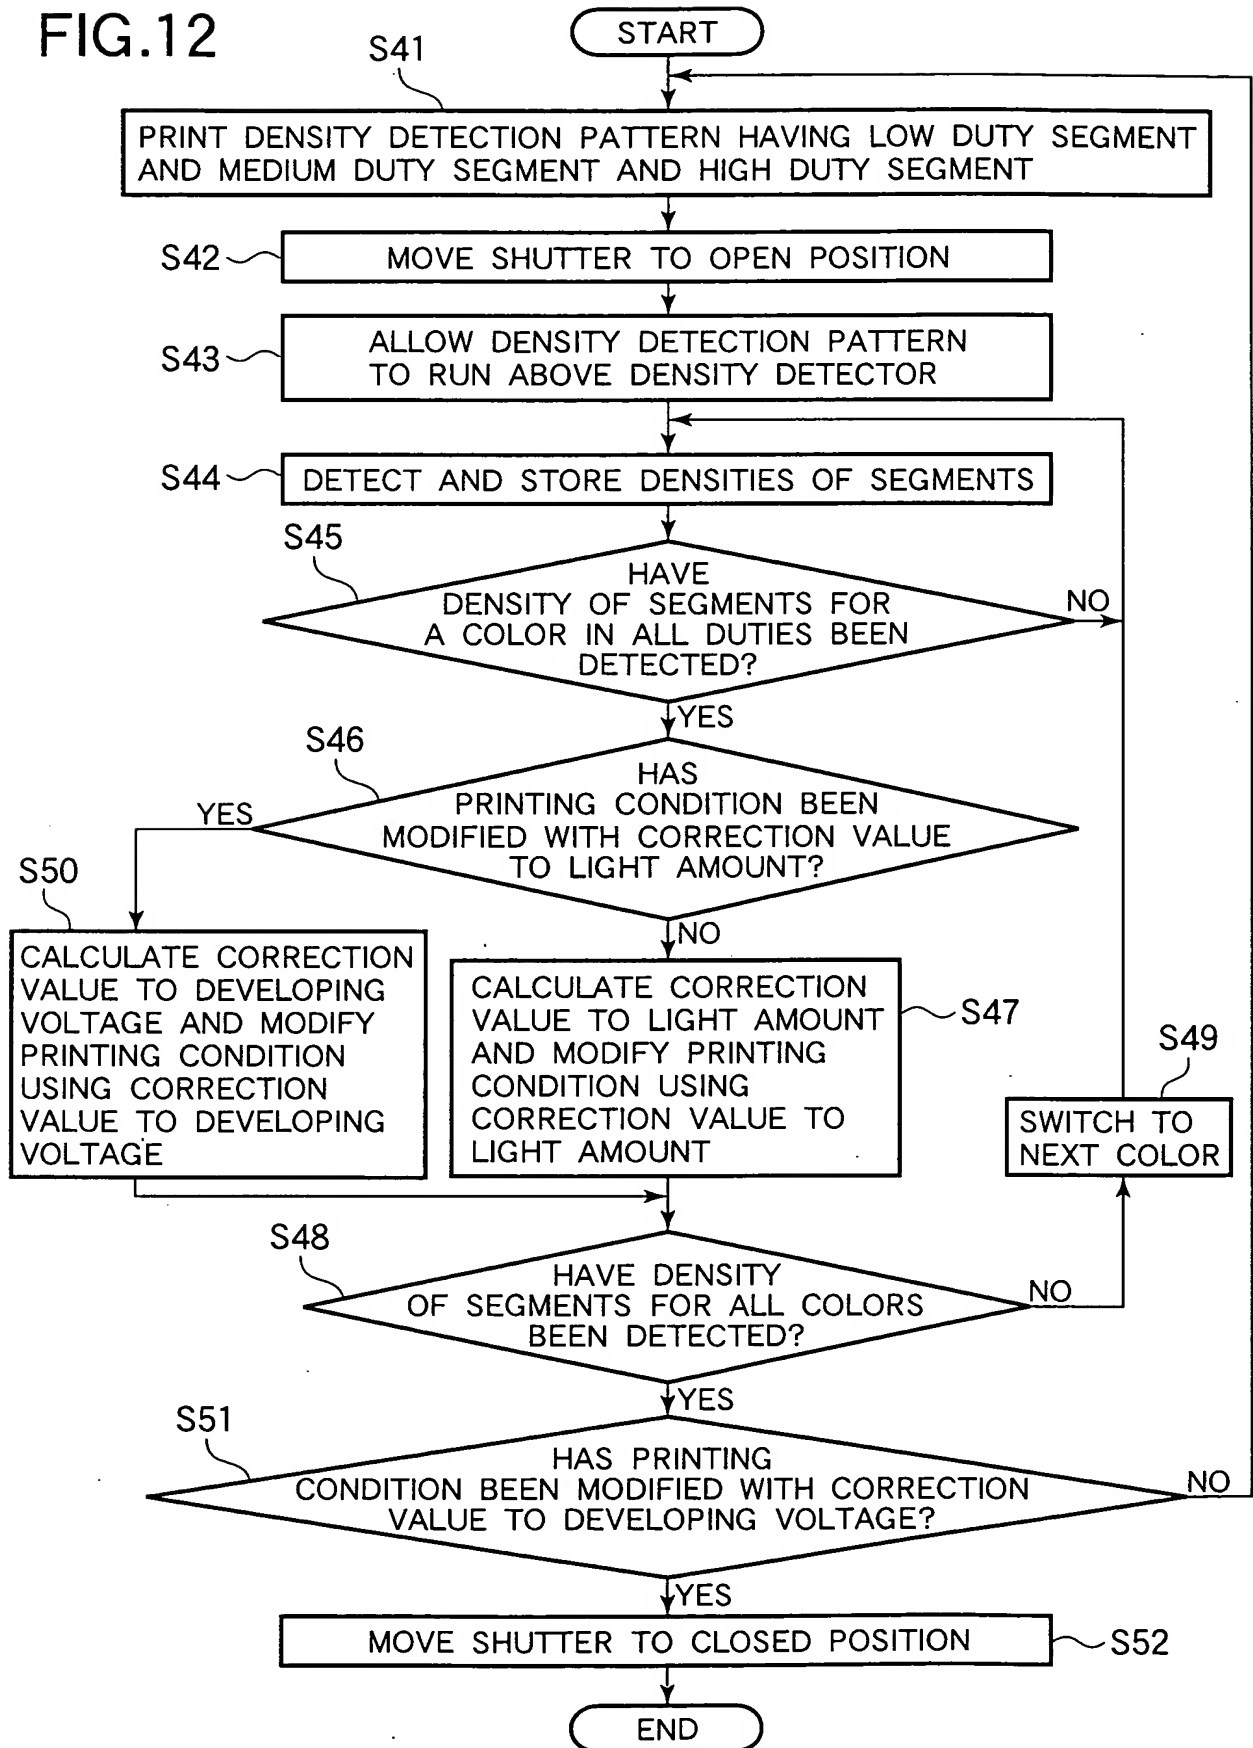 FIG.12
START
S41
PRINT DENSITY DETECTION PATTERN HAVING LOW DUTY SEGMENT
AND MEDIUM DUTY SEGMENT AND HIGH DUTY SEGMENT
S42
MOVE SHUTTER TO OPEN POSITION
S43
ALLOW DENSITY DETECTION PATTERN
TO RUN ABOVE DENSITY DETECTOR
S44
DETECT AND STORE DENSITIES OF SEGMENTS
S45
HAVE
DENSITY OF SEGMENTS FOR
A COLOR IN ALL DUTIES BEEN
DETECTED?
NO
YES
S46
HAS
PRINTING CONDITION BEEN
MODIFIED WITH CORRECTION VALUE
TO LIGHT AMOUNT?
YES
NO
S50
CALCULATE CORRECTION
VALUE TO DEVELOPING
VOLTAGE AND MODIFY
PRINTING CONDITION
USING CORRECTION
VALUE TO DEVELOPING
VOLTAGE
CALCULATE CORRECTION
VALUE TO LIGHT AMOUNT
AND MODIFY PRINTING
CONDITION USING
CORRECTION VALUE TO
LIGHT AMOUNT
S47
S49
SWITCH TO
NEXT COLOR
S48
HAVE DENSITY
OF SEGMENTS FOR ALL COLORS
BEEN DETECTED?
NO
YES
S51
HAS PRINTING
CONDITION BEEN MODIFIED WITH CORRECTION
VALUE TO DEVELOPING VOLTAGE?
NO
YES
MOVE SHUTTER TO CLOSED POSITION
S52
END